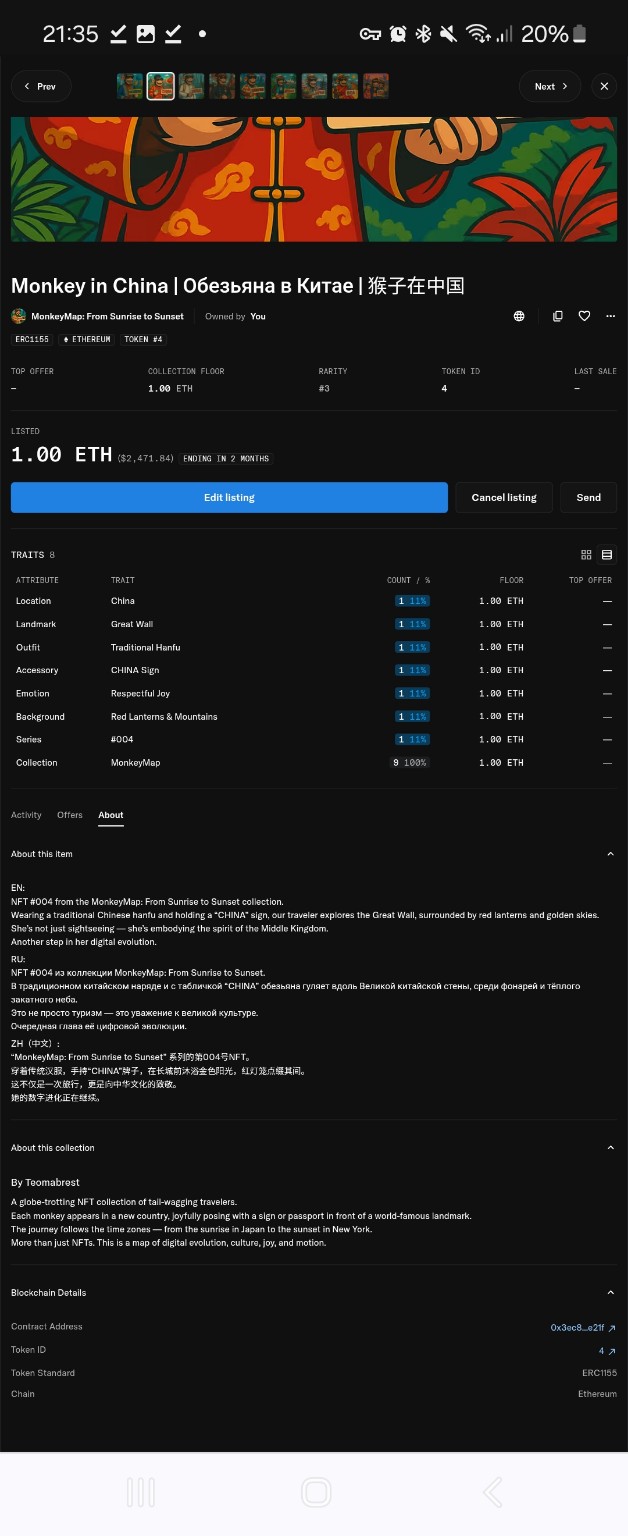 21:35 20%
Prev Next
Monkey in China | Обезьяна в Китае | 猴子在中国
MonkeyMap: From Sunrise to Sunset Owned by You
ERC1155 ETHEREUM TOKEN #4
TOP OFFER COLLECTION FLOOR RARITY TOKEN ID LAST SALE
— 1.00 ETH #3 4 —
LISTED
1.00 ETH ($2,471.84) ENDING IN 2 MONTHS
Edit listing Cancel listing Send
TRAITS 8
ATTRIBUTE TRAIT COUNT / % FLOOR TOP OFFER
Location China 1 11% 1.00 ETH —
Landmark Great Wall 1 11% 1.00 ETH —
Outfit Traditional Hanfu 1 11% 1.00 ETH —
Accessory CHINA Sign 1 11% 1.00 ETH —
Emotion Respectful Joy 1 11% 1.00 ETH —
Background Red Lanterns & Mountains 1 11% 1.00 ETH —
Series #004 1 11% 1.00 ETH —
Collection MonkeyMap 9 100% 1.00 ETH —
Activity Offers About
About this item
EN:
NFT #004 from the MonkeyMap: From Sunrise to Sunset collection.
Wearing a traditional Chinese hanfu and holding a “CHINA” sign, our traveler explores the Great Wall, surrounded by red lanterns and golden skies.
She’s not just sightseeing — she’s embodying the spirit of the Middle Kingdom.
Another step in her digital evolution.
RU:
NFT #004 из коллекции MonkeyMap: From Sunrise to Sunset.
В традиционном китайском наряде и с табличкой “CHINA” обезьяна гуляет вдоль Великой китайской стены, среди фонарей и тёплого
закатного неба.
Это не просто туризм — это уважение к великой культуре.
Очередная глава её цифровой эволюции.
ZH（中文）:
“MonkeyMap: From Sunrise to Sunset” 系列的第004号NFT。
穿着传统汉服，手持“CHINA”牌子，在长城前沐浴金色阳光，红灯笼点缀其间。
这不仅是一次旅行，更是向中华文化的致敬。
她的数字进化正在继续。
About this collection
By Teomabrest
A globe-trotting NFT collection of tail-wagging travelers.
Each monkey appears in a new country, joyfully posing with a sign or passport in front of a world-famous landmark.
The journey follows the time zones — from the sunrise in Japan to the sunset in New York.
More than just NFTs. This is a map of digital evolution, culture, joy, and motion.
Blockchain Details
Contract Address 0x3ec8...e21f
Token ID 4
Token Standard ERC1155
Chain Ethereum